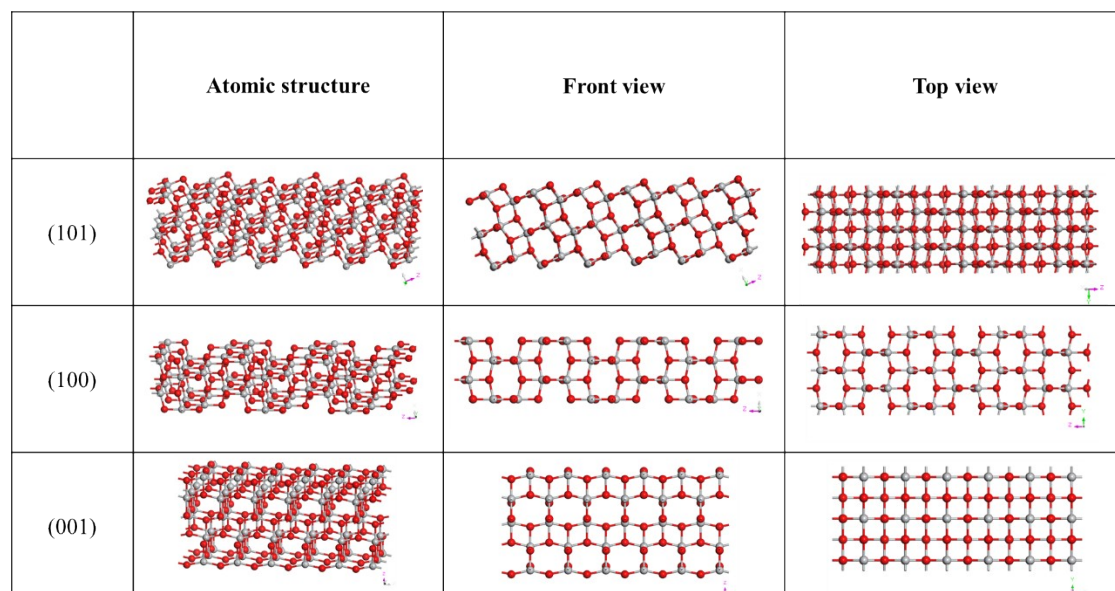 Atomic structure Front view Top view
(101)
(100)
(001)